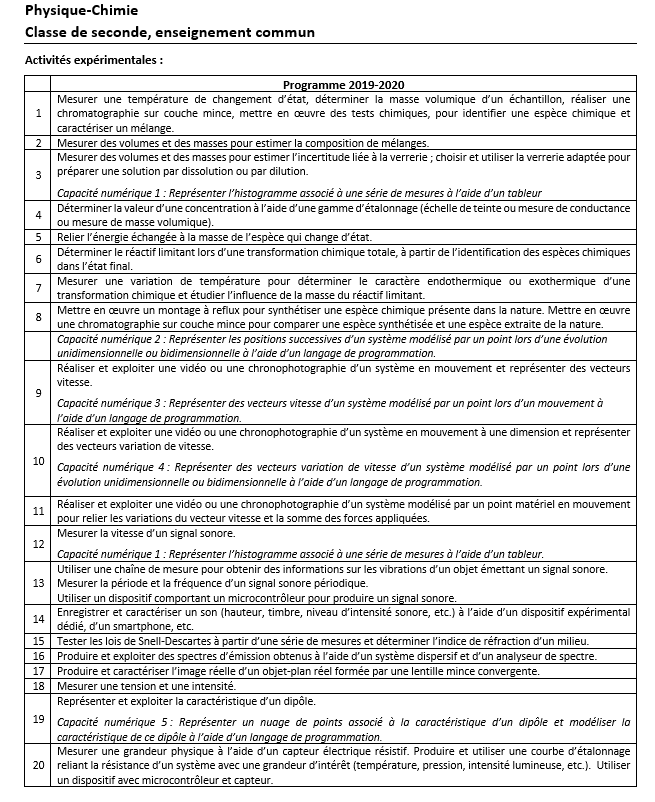 Physique-Chimie
Classe de seconde, enseignement commun
Activités expérimentales :
Programme 2019-2020
1
Mesurer une température de changement d’état, déterminer la masse volumique d’un échantillon, réaliser une
chromatographie sur couche mince, mettre en œuvre des tests chimiques, pour identifier une espèce chimique et
caractériser un mélange.
2
Mesurer des volumes et des masses pour estimer la composition de mélanges.
3
Mesurer des volumes et des masses pour estimer l’incertitude liée à la verrerie ; choisir et utiliser la verrerie adaptée pour
préparer une solution par dissolution ou par dilution.
Capacité numérique 1 : Représenter l’histogramme associé à une série de mesures à l’aide d’un tableur
4
Déterminer la valeur d’une concentration à l’aide d’une gamme d’étalonnage (échelle de teinte ou mesure de conductance
ou mesure de masse volumique).
5
Relier l’énergie échangée à la masse de l’espèce qui change d’état.
6
Déterminer le réactif limitant lors d’une transformation chimique totale, à partir de l’identification des espèces chimiques
dans l’état final.
7
Mesurer une variation de température pour déterminer le caractère endothermique ou exothermique d’une
transformation chimique et étudier l’influence de la masse du réactif limitant.
8
Mettre en œuvre un montage à reflux pour synthétiser une espèce chimique présente dans la nature. Mettre en œuvre
une chromatographie sur couche mince pour comparer une espèce synthétisée et une espèce extraite de la nature.
Capacité numérique 2 : Représenter les positions successives d’un système modélisé par un point lors d’une évolution
unidimensionnelle ou bidimensionnelle à l’aide d’un langage de programmation.
9
Réaliser et exploiter une vidéo ou une chronophotographie d’un système en mouvement et représenter des vecteurs
vitesse.
Capacité numérique 3 : Représenter des vecteurs vitesse d’un système modélisé par un point lors d’un mouvement à
l’aide d’un langage de programmation.
10
Réaliser et exploiter une vidéo ou une chronophotographie d’un système en mouvement à une dimension et représenter
des vecteurs variation de vitesse.
Capacité numérique 4 : Représenter des vecteurs variation de vitesse d’un système modélisé par un point lors d’une
évolution unidimensionnelle ou bidimensionnelle à l’aide d’un langage de programmation.
11
Réaliser et exploiter une vidéo ou une chronophotographie d’un système modélisé par un point matériel en mouvement
pour relier les variations du vecteur vitesse et la somme des forces appliquées.
12
Mesurer la vitesse d’un signal sonore.
Capacité numérique 1 : Représenter l’histogramme associé à une série de mesures à l’aide d’un tableur.
13
Utiliser une chaîne de mesure pour obtenir des informations sur les vibrations d’un objet émettant un signal sonore.
Mesurer la période et la fréquence d’un signal sonore périodique.
Utiliser un dispositif comportant un microcontrôleur pour produire un signal sonore.
14
Enregistrer et caractériser un son (hauteur, timbre, niveau d’intensité sonore, etc.) à l’aide d’un dispositif expérimental
dédié, d’un smartphone, etc.
15
Tester les lois de Snell-Descartes à partir d’une série de mesures et déterminer l’indice de réfraction d’un milieu.
16
Produire et exploiter des spectres d’émission obtenus à l’aide d’un système dispersif et d’un analyseur de spectre.
17
Produire et caractériser l’image réelle d’un objet-plan réel formée par une lentille mince convergente.
18
Mesurer une tension et une intensité.
19
Représenter et exploiter la caractéristique d’un dipôle.
Capacité numérique 5 : Représenter un nuage de points associé à la caractéristique d’un dipôle et modéliser la
caractéristique de ce dipôle à l’aide d’un langage de programmation.
20
Mesurer une grandeur physique à l’aide d’un capteur électrique résistif. Produire et utiliser une courbe d’étalonnage
reliant la résistance d’un système avec une grandeur d’intérêt (température, pression, intensité lumineuse, etc.). Utiliser
un dispositif avec microcontrôleur et capteur.